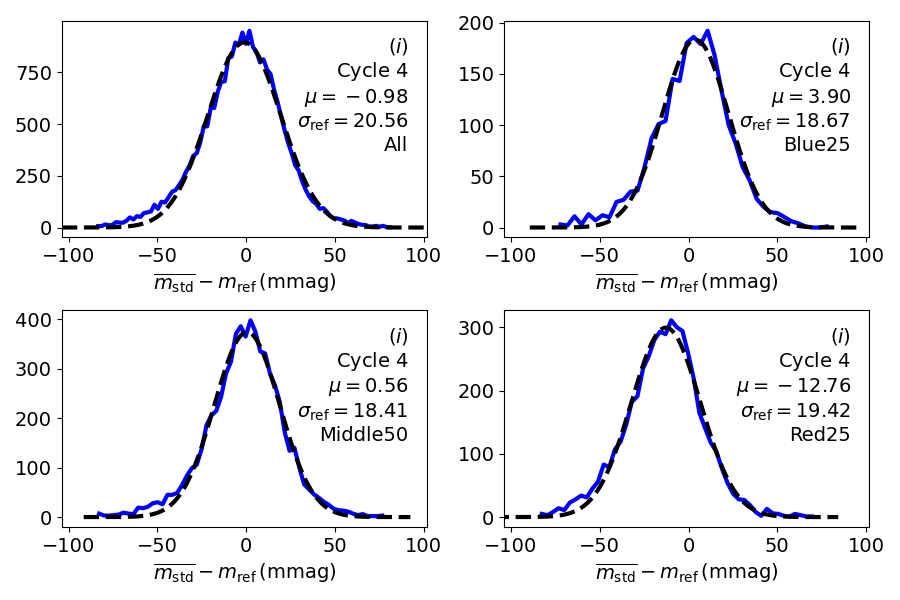 750
500
250
0
(i)
Cycle 4
μ = −0.98
σref = 20.56
All
−100 −50 0 50 100
m̅std − mref (mmag)
200
150
100
50
0
(i)
Cycle 4
μ = 3.90
σref = 18.67
Blue25
−100 −50 0 50 100
m̅std − mref (mmag)
400
300
200
100
0
(i)
Cycle 4
μ = 0.56
σref = 18.41
Middle50
−100 −50 0 50 100
m̅std − mref (mmag)
300
200
100
0
(i)
Cycle 4
μ = −12.76
σref = 19.42
Red25
−100 −50 0 50 100
m̅std − mref (mmag)